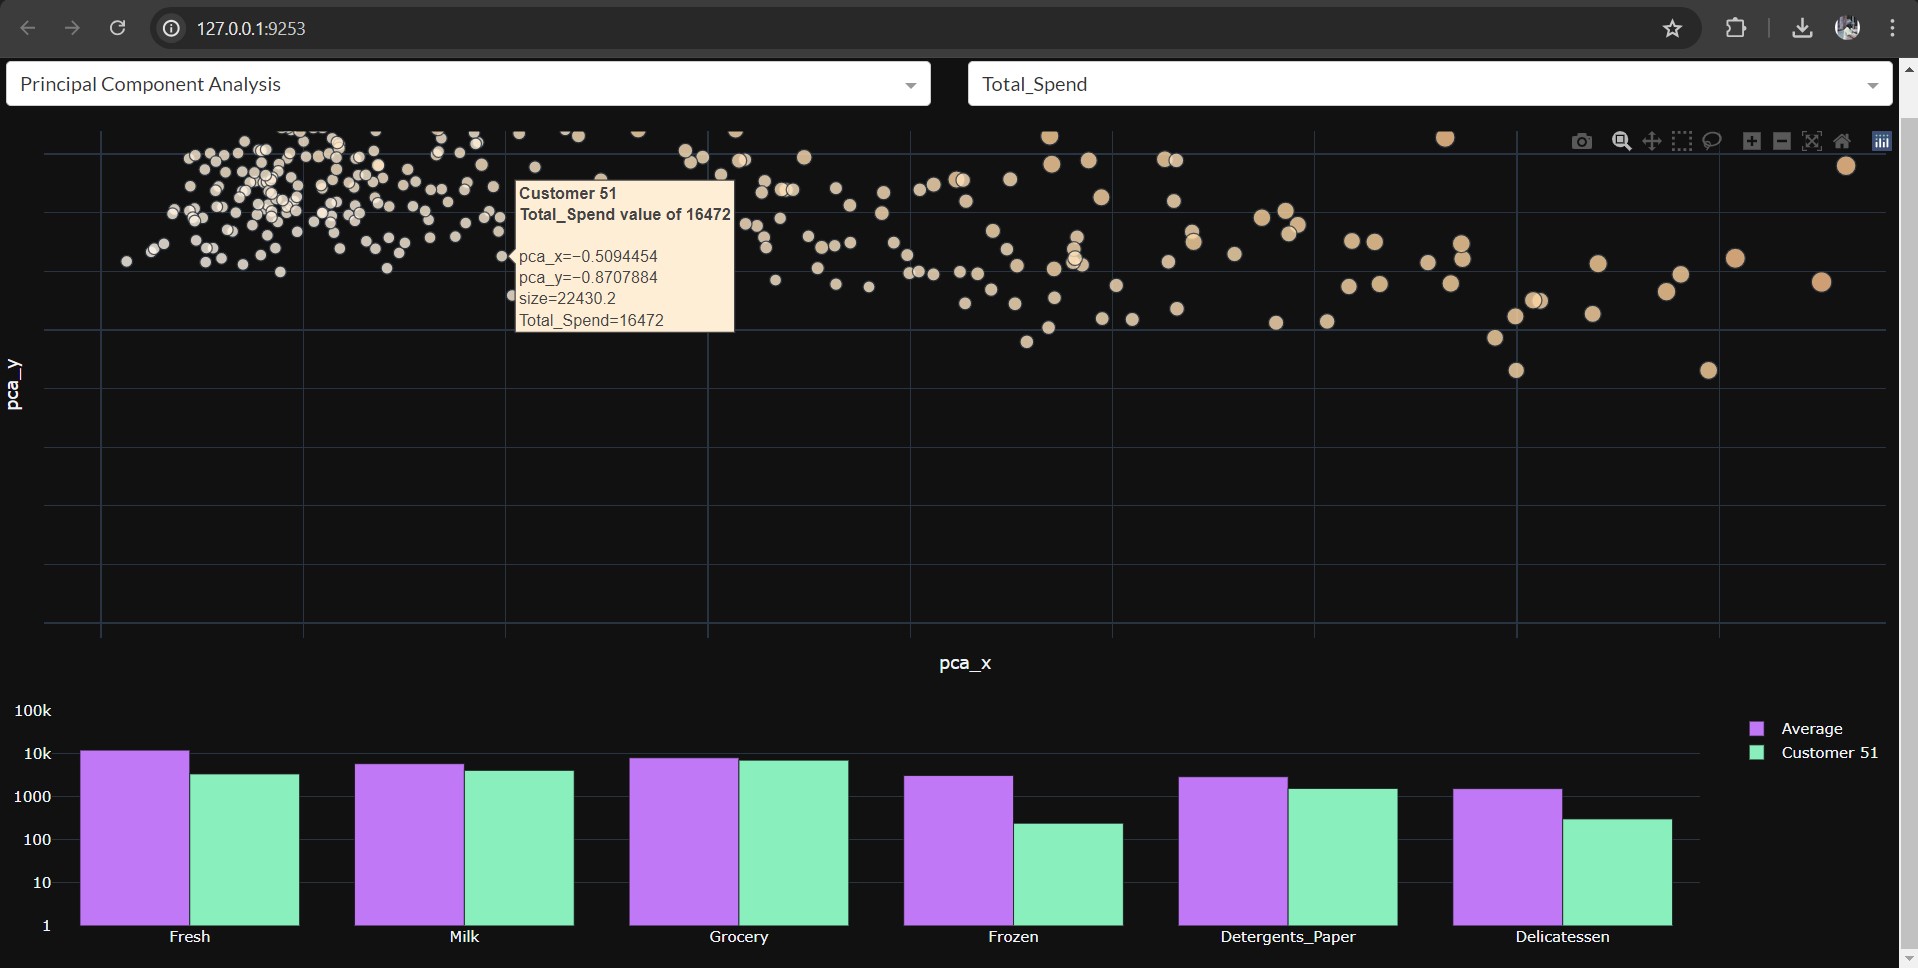 127.0.0.1:9253
Principal Component Analysis
Total_Spend
Customer 51
Total_Spend value of 16472
pca_x=−0.5094454
pca_y=−0.8707884
size=22430.2
Total_Spend=16472
pca_y
pca_x
100k
10k
1000
100
10
1
Average
Customer 51
Fresh
Milk
Grocery
Frozen
Detergents_Paper
Delicatessen